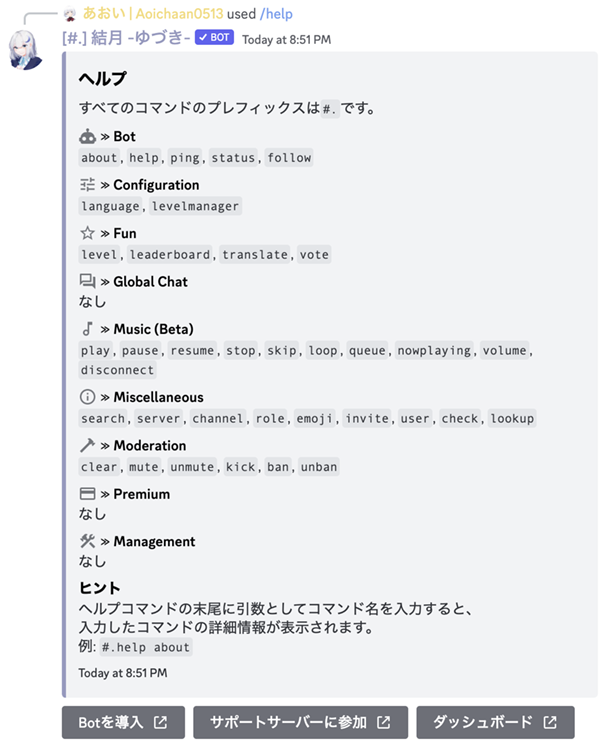 あおい | Aoichaan0513 used /help
[#.] 結月 -ゆづき- ✓ BOT Today at 8:51 PM
ヘルプ
すべてのコマンドのプレフィックスは #. です。
» Bot
about, help, ping, status, follow
» Configuration
language, levelmanager
» Fun
level, leaderboard, translate, vote
» Global Chat
なし
» Music (Beta)
play, pause, resume, stop, skip, loop, queue, nowplaying, volume,
disconnect
» Miscellaneous
search, server, channel, role, emoji, invite, user, check, lookup
» Moderation
clear, mute, unmute, kick, ban, unban
» Premium
なし
» Management
なし
ヒント
ヘルプコマンドの末尾に引数としてコマンド名を入力すると、
入力したコマンドの詳細情報が表示されます。
例: #.help about
Today at 8:51 PM
Botを導入 サポートサーバーに参加 ダッシュボード